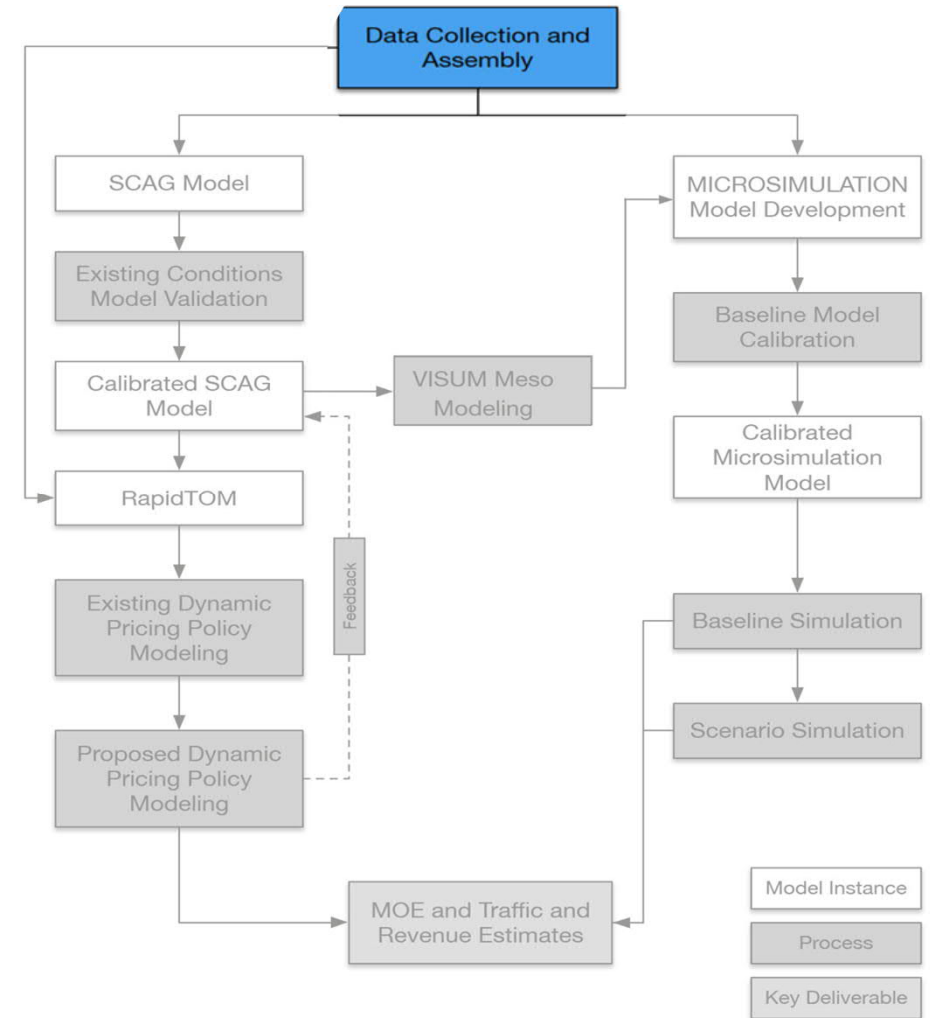 Data Collection and
Assembly
SCAG Model
MICROSIMULATION
Model Development
Existing Conditions
Model Validation
Baseline Model
Calibration
Calibrated SCAG
Model
VISUM Meso
Modeling
Calibrated
Microsimulation
Model
RapidTOM
Feedback
Existing Dynamic
Pricing Policy
Modeling
Baseline Simulation
Proposed Dynamic
Pricing Policy
Modeling
Scenario Simulation
MOE and Traffic and
Revenue Estimates
Model Instance
Process
Key Deliverable